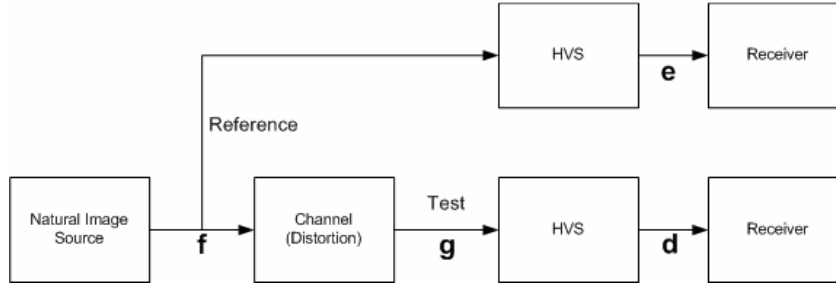 HVS
e
Receiver
Reference
Natural Image
Source
f
Channel
(Distortion)
Test
g
HVS
d
Receiver